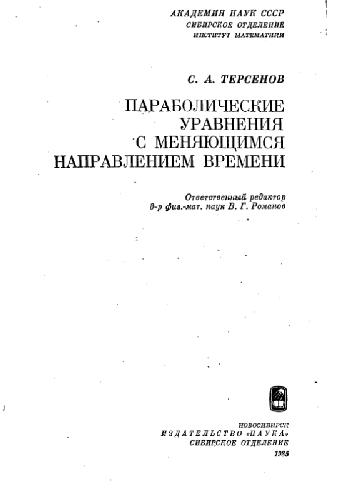 АКАДЕМИЯ НАУК СССР
СИБИРСКОЕ ОТДЕЛЕНИЕ
ИНСТИТУТ МАТЕМАТИКИ
С. А. ТЕРСЕНОВ
ПАРАБОЛИЧЕСКИЕ
УРАВНЕНИЯ
С МЕНЯЮЩИМСЯ
НАПРАВЛЕНИЕМ ВРЕМЕНИ
Ответственный редактор
д-р физ.-мат. наук В. Г. Романов
НОВОСИБИРСК
ИЗДАТЕЛЬСТВО «НАУКА»
СИБИРСКОЕ ОТДЕЛЕНИЕ
1985